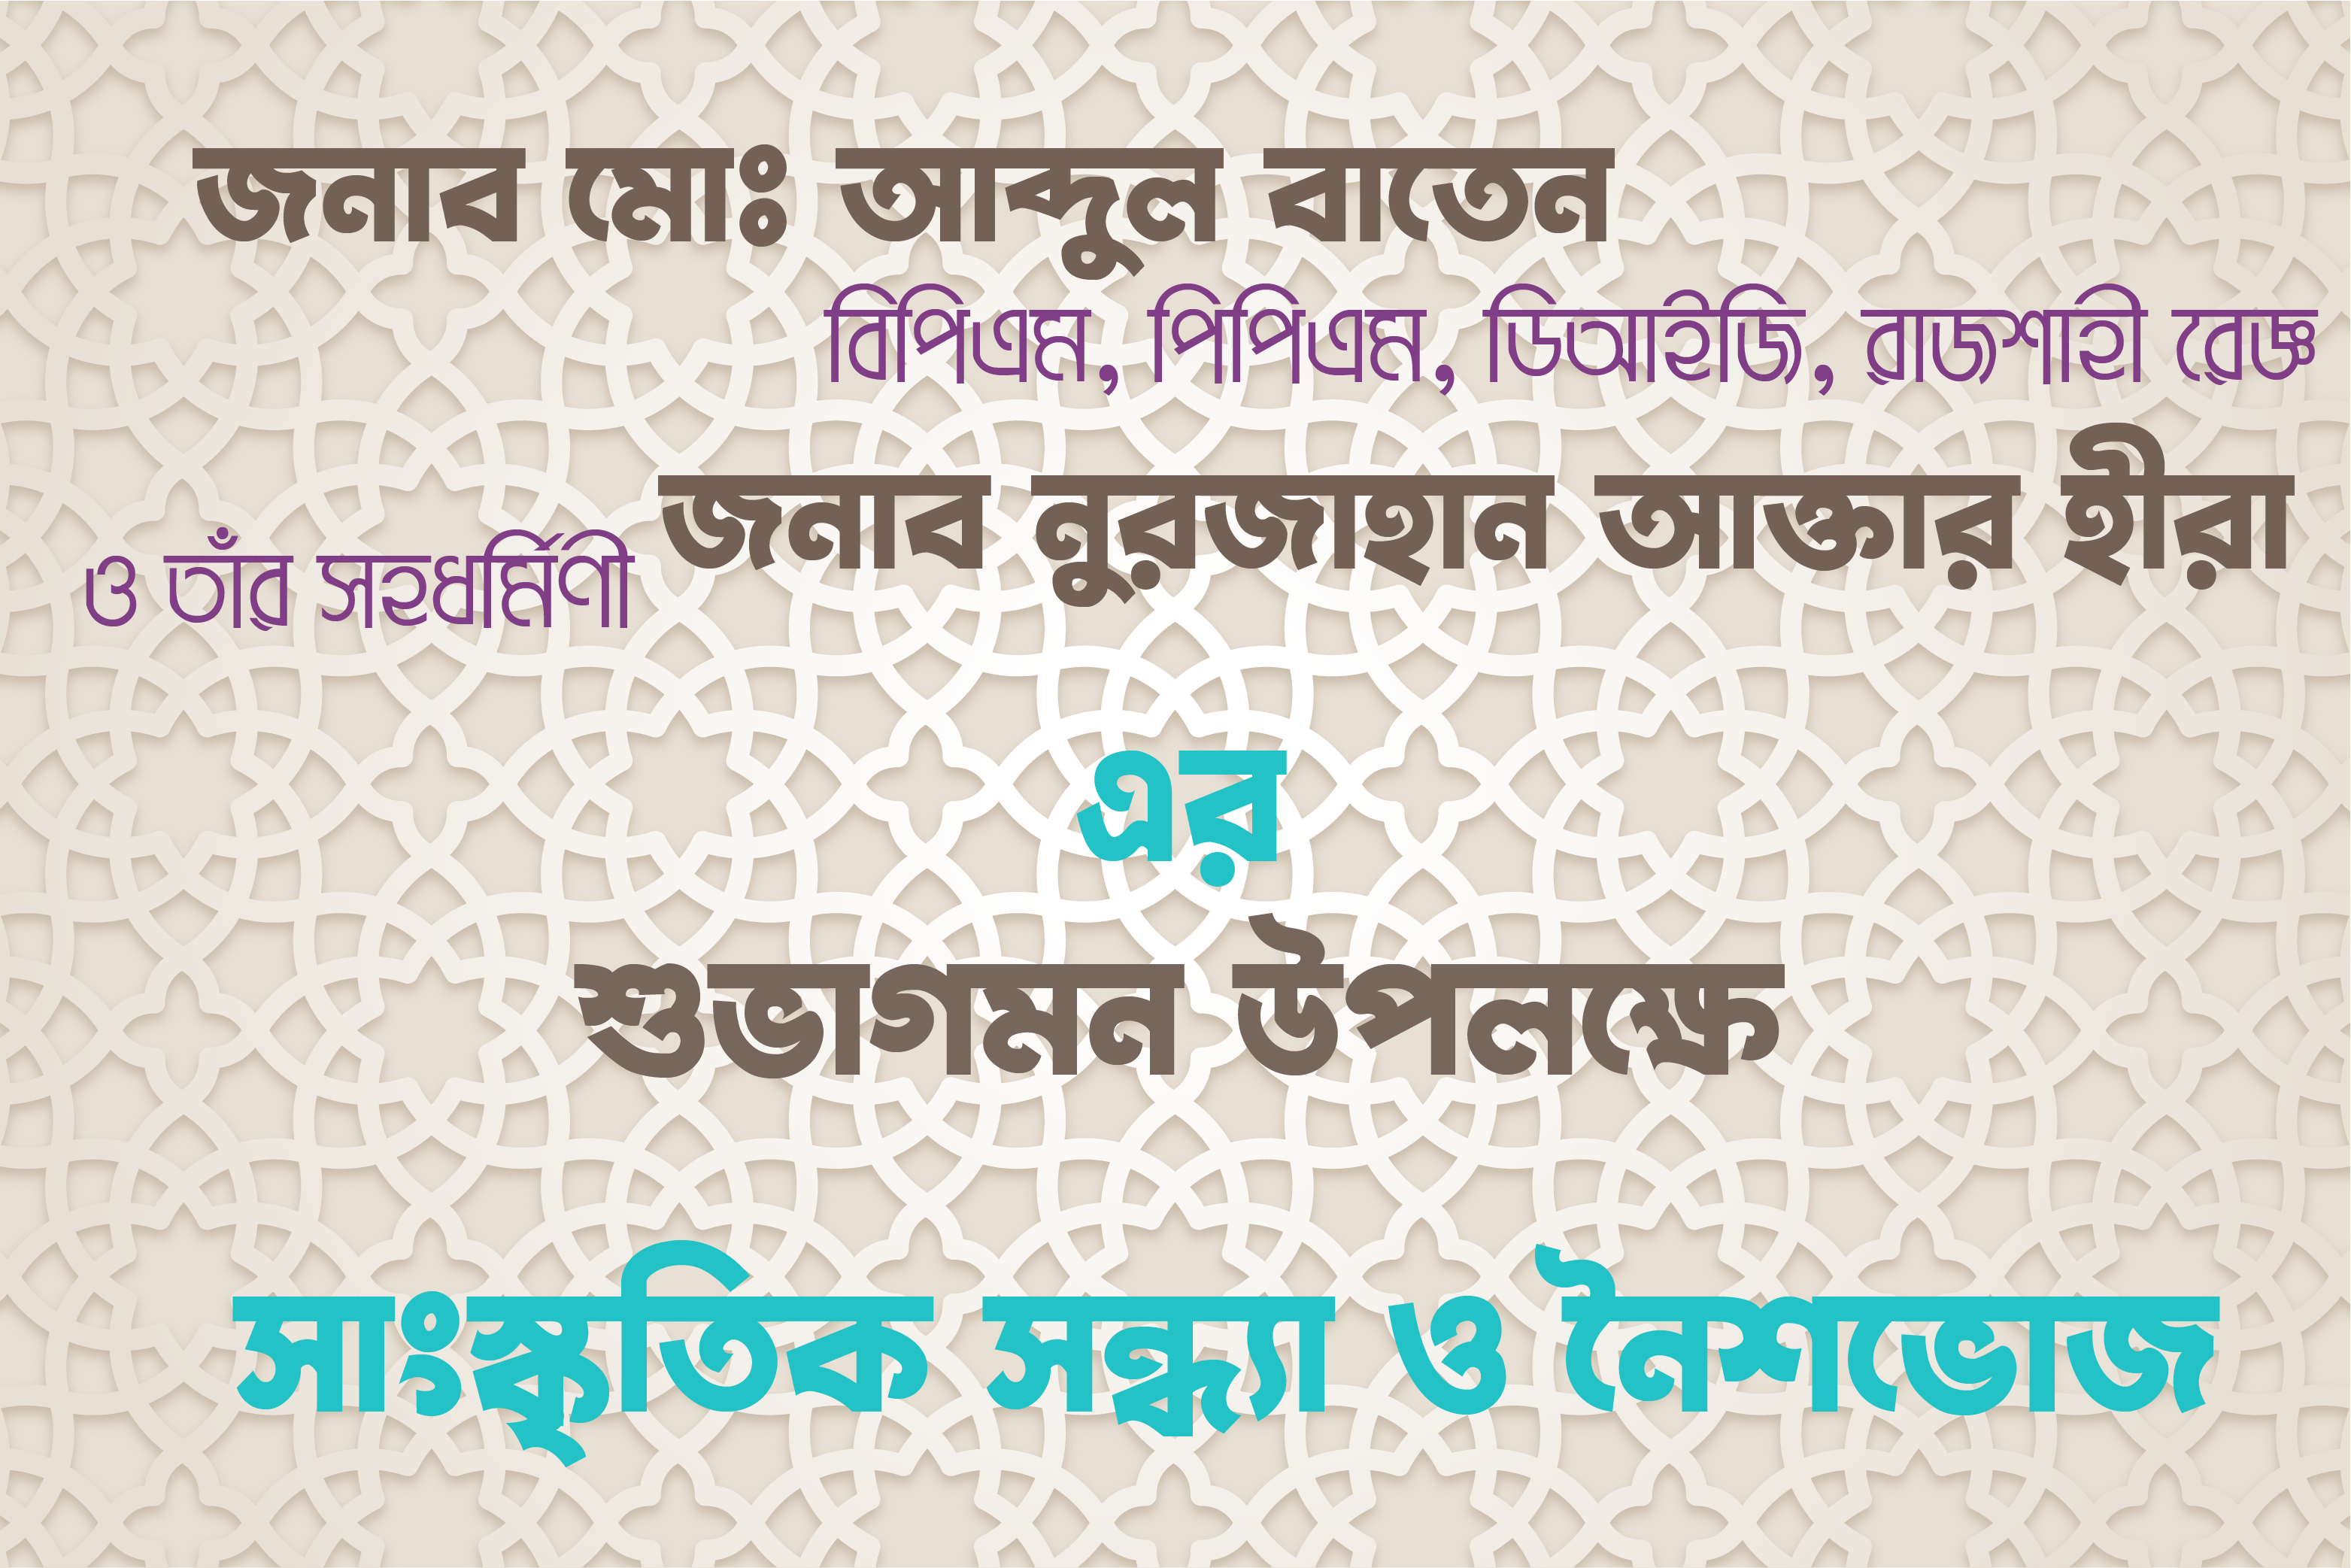 জনাব মোঃ আব্দুল বাতেন
বিপিএম, পিপিএম, ডিআইজি, রাজশাহী রেজ্ঞ
ও তাঁর সহধর্মিণী জনাব নুরজাহান আক্তার হীরা
এর
শুভাগমন উপলক্ষে
সাংস্কৃতিক সন্ধ্যা ও নৈশভোজ